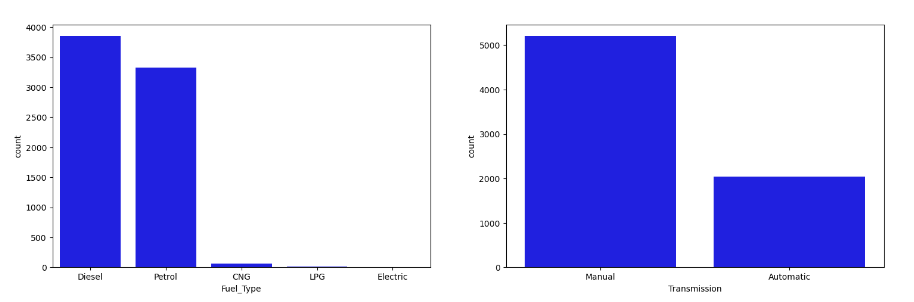 4000
3500
3000
2500
2000
1500
1000
500
0
count
Diesel Petrol CNG LPG Electric
Fuel_Type
5000
4000
3000
2000
1000
0
count
Manual Automatic
Transmission